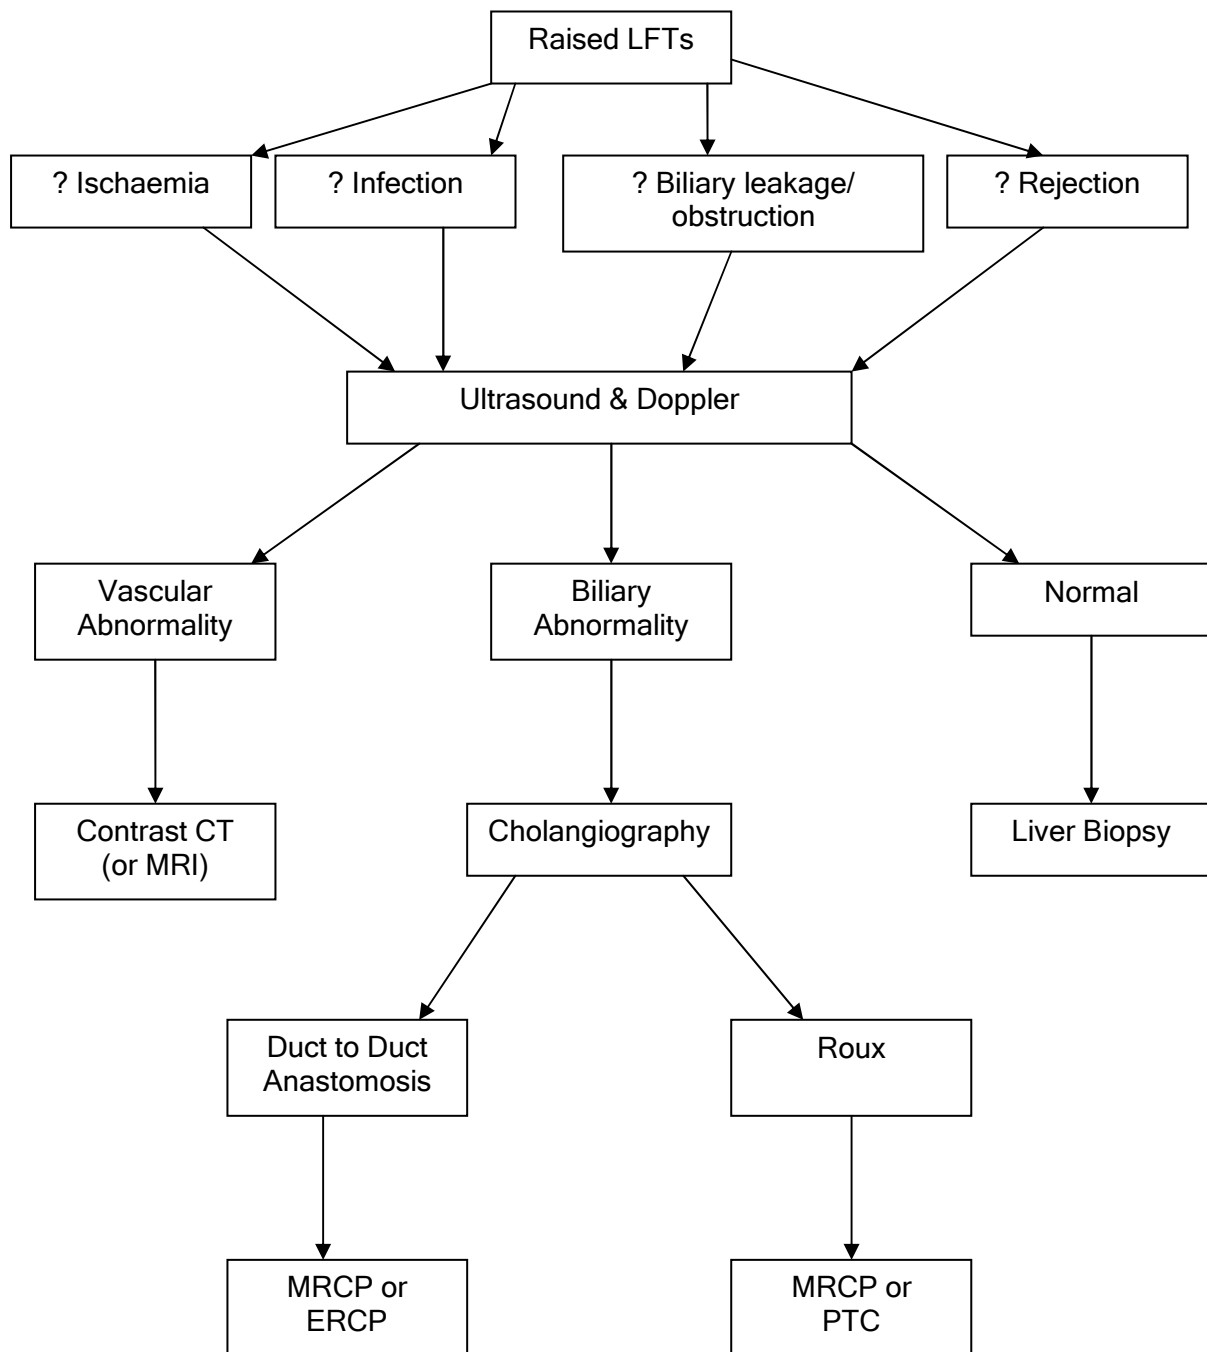 Raised LFTs
? Ischaemia
? Infection
? Biliary leakage/
obstruction
? Rejection
Ultrasound & Doppler
Vascular
Abnormality
Biliary
Abnormality
Normal
Contrast CT
(or MRI)
Cholangiography
Liver Biopsy
Duct to Duct
Anastomosis
Roux
MRCP or
ERCP
MRCP or
PTC